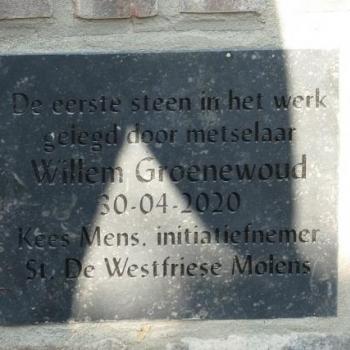 De eerste steen in het werk
gelegd door metselaar
Willem Groenewoud
30-04-2020
Kees Mens, initiatiefnemer
St. De Westfriese Molens